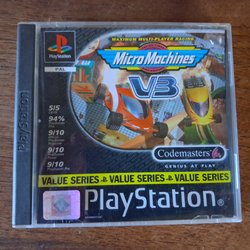 MAXIMUM MULTI-PLAYER RACING
PlayStation
PAL
Micro Machines
V3
5/5
94%
9/10
9/10
9/10
Codemasters
GENIUS AT PLAY
VALUE SERIES VALUE SERIES VALUE SERIES
PlayStation
PlayStation